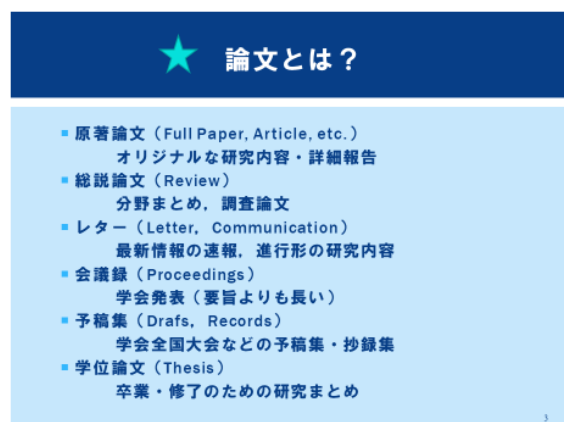 ★ 論文とは？
▪ 原著論文（Full Paper, Article, etc.）
オリジナルな研究内容・詳細報告
▪ 総説論文（Review）
分野まとめ，調査論文
▪ レター（Letter, Communication）
最新情報の速報，進行形の研究内容
▪ 会議録（Proceedings）
学会発表（要旨よりも長い）
▪ 予稿集（Drafs, Records）
学会全国大会などの予稿集・抄録集
▪ 学位論文（Thesis）
卒業・修了のための研究まとめ
3